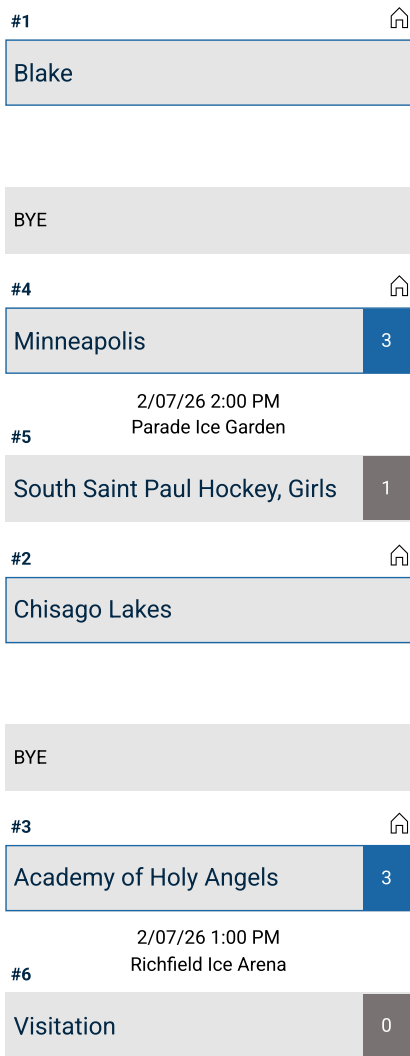 #1
Blake
BYE
#4
Minneapolis 3
2/07/26 2:00 PM
Parade Ice Garden
#5
South Saint Paul Hockey, Girls 1
#2
Chisago Lakes
BYE
#3
Academy of Holy Angels 3
2/07/26 1:00 PM
Richfield Ice Arena
#6
Visitation 0